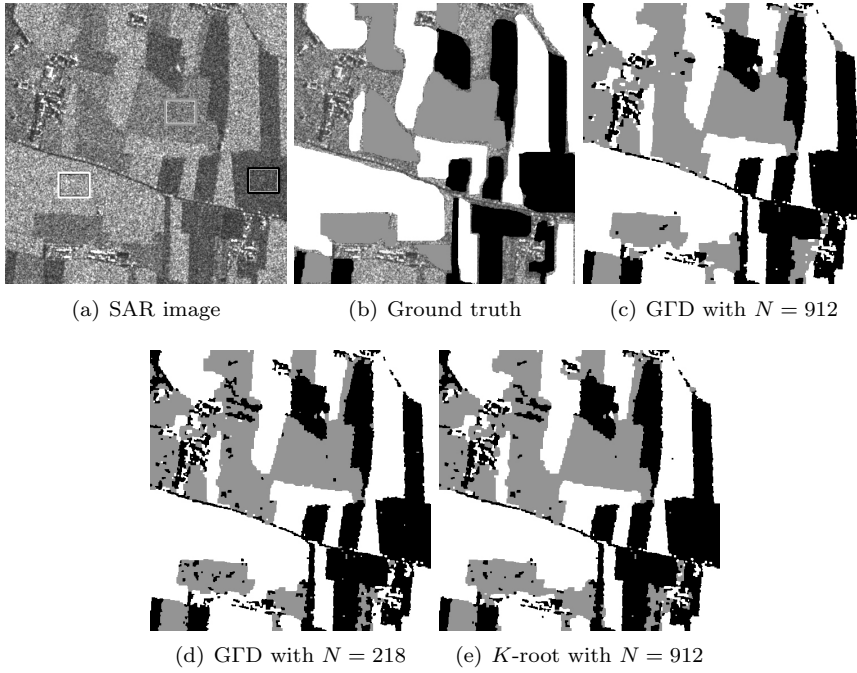 (a) SAR image
(b) Ground truth
(c) GΓD with N = 912
(d) GΓD with N = 218
(e) K-root with N = 912